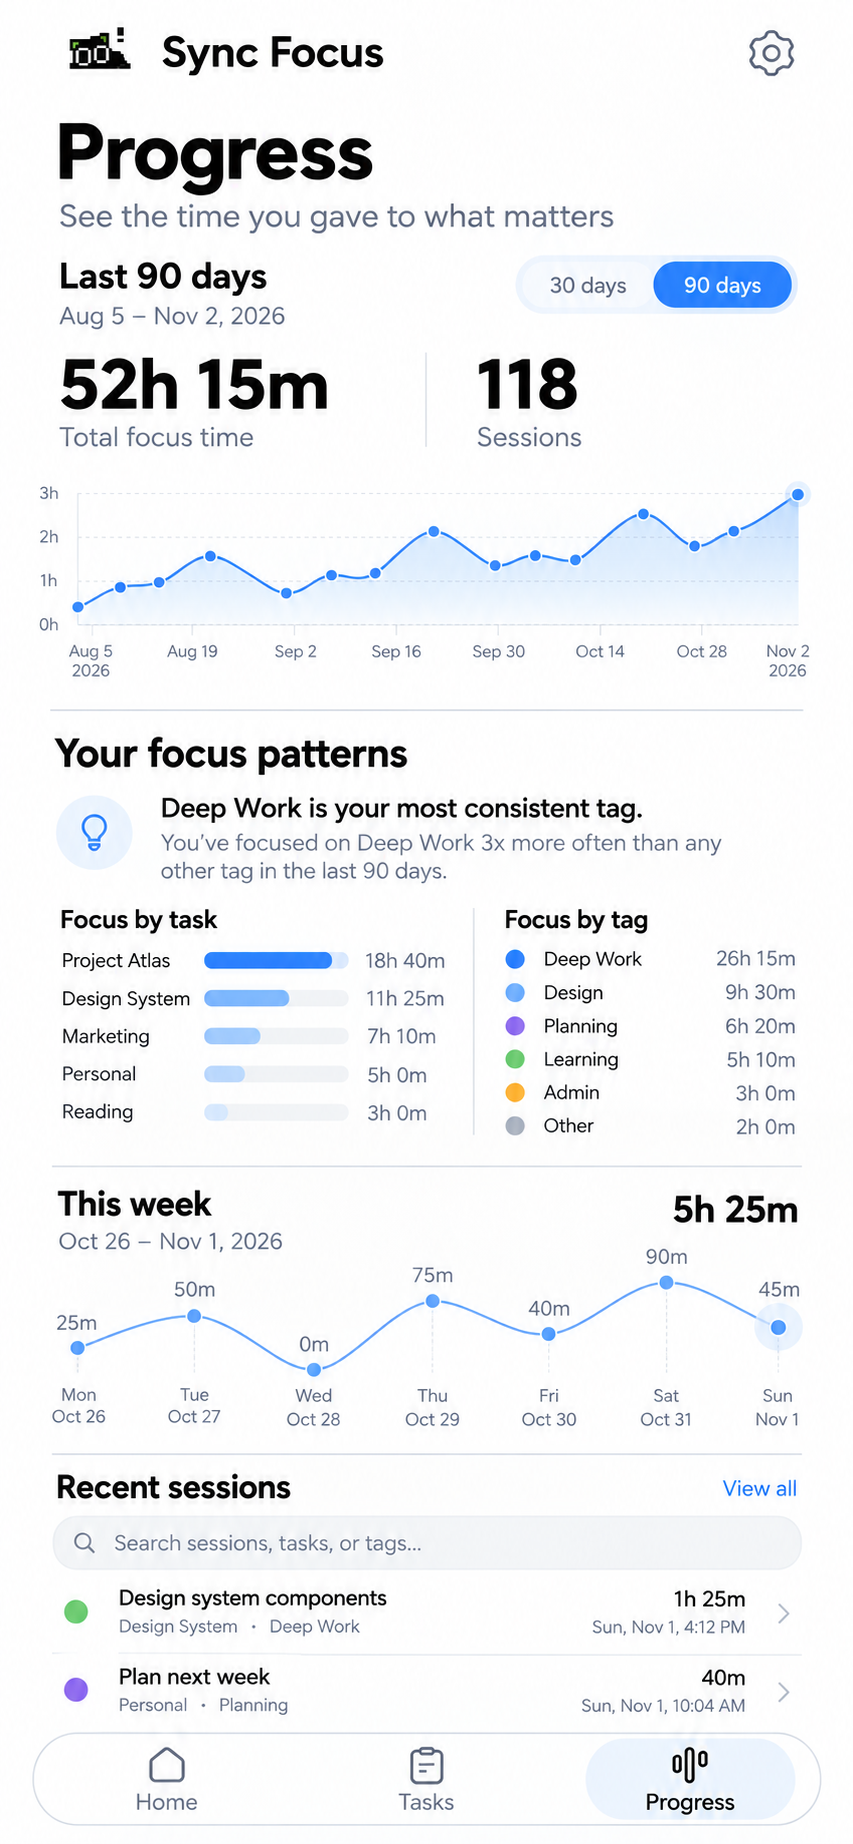 Sync Focus
Progress
See the time you gave to what matters
Last 90 days
Aug 5 – Nov 2, 2026
30 days
90 days
52h 15m
Total focus time
118
Sessions
3h
2h
1h
0h
Aug 5
2026
Aug 19
Sep 2
Sep 16
Sep 30
Oct 14
Oct 28
Nov 2
2026
Your focus patterns
Deep Work is your most consistent tag.
You’ve focused on Deep Work 3x more often than any
other tag in the last 90 days.
Focus by task
Project Atlas 18h 40m
Design System 11h 25m
Marketing 7h 10m
Personal 5h 0m
Reading 3h 0m
Focus by tag
Deep Work 26h 15m
Design 9h 30m
Planning 6h 20m
Learning 5h 10m
Admin 3h 0m
Other 2h 0m
This week
5h 25m
Oct 26 – Nov 1, 2026
25m
50m
0m
75m
40m
90m
45m
Mon
Oct 26
Tue
Oct 27
Wed
Oct 28
Thu
Oct 29
Fri
Oct 30
Sat
Oct 31
Sun
Nov 1
Recent sessions
View all
Search sessions, tasks, or tags...
Design system components
1h 25m
Design System • Deep Work
Sun, Nov 1, 4:12 PM
Plan next week
40m
Personal • Planning
Sun, Nov 1, 10:04 AM
Home
Tasks
Progress